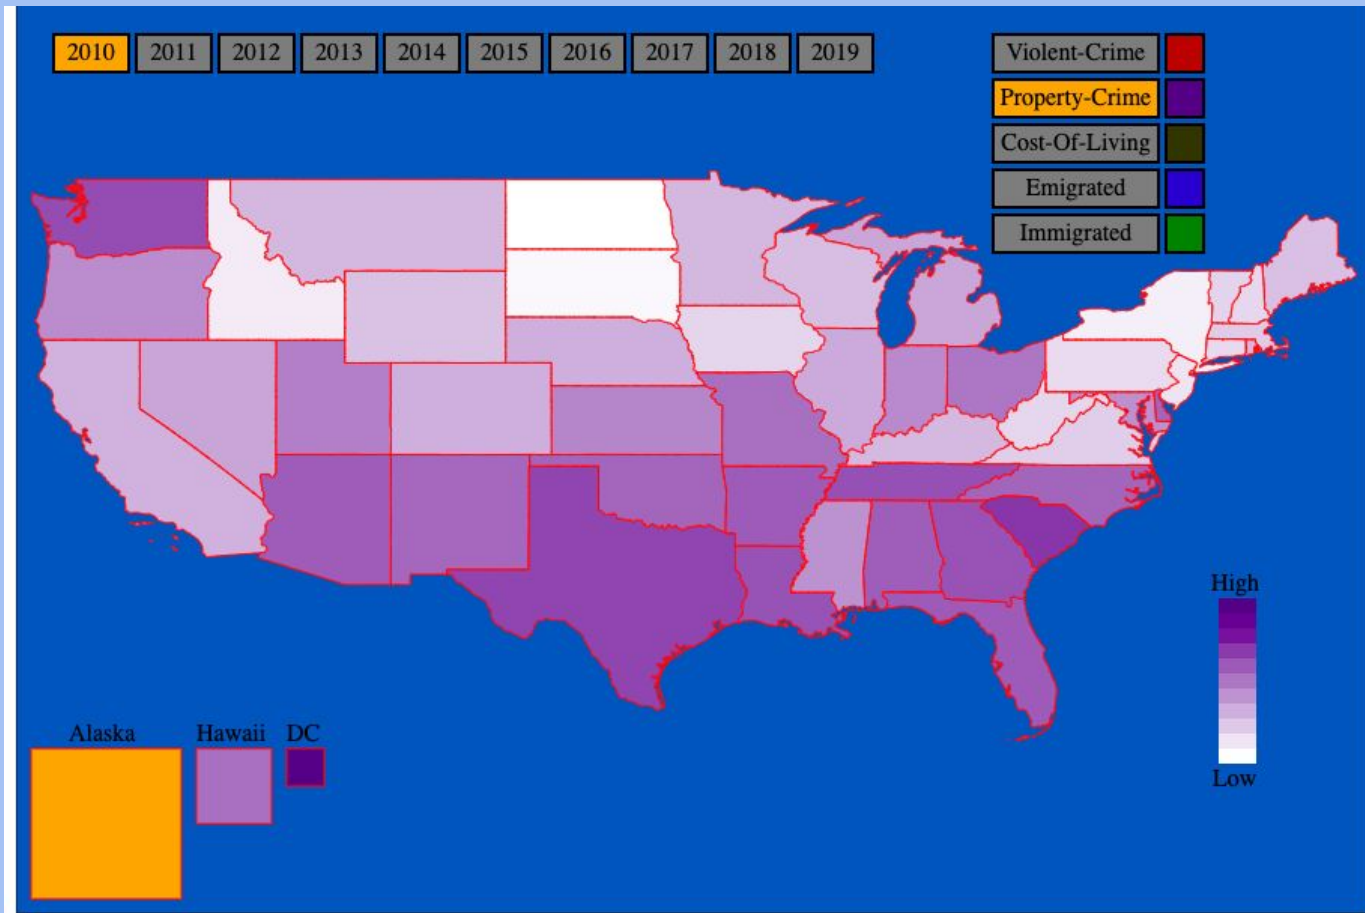 2010 2011 2012 2013 2014 2015 2016 2017 2018 2019
Violent-Crime
Property-Crime
Cost-Of-Living
Emigrated
Immigrated
High
Low
Alaska Hawaii DC